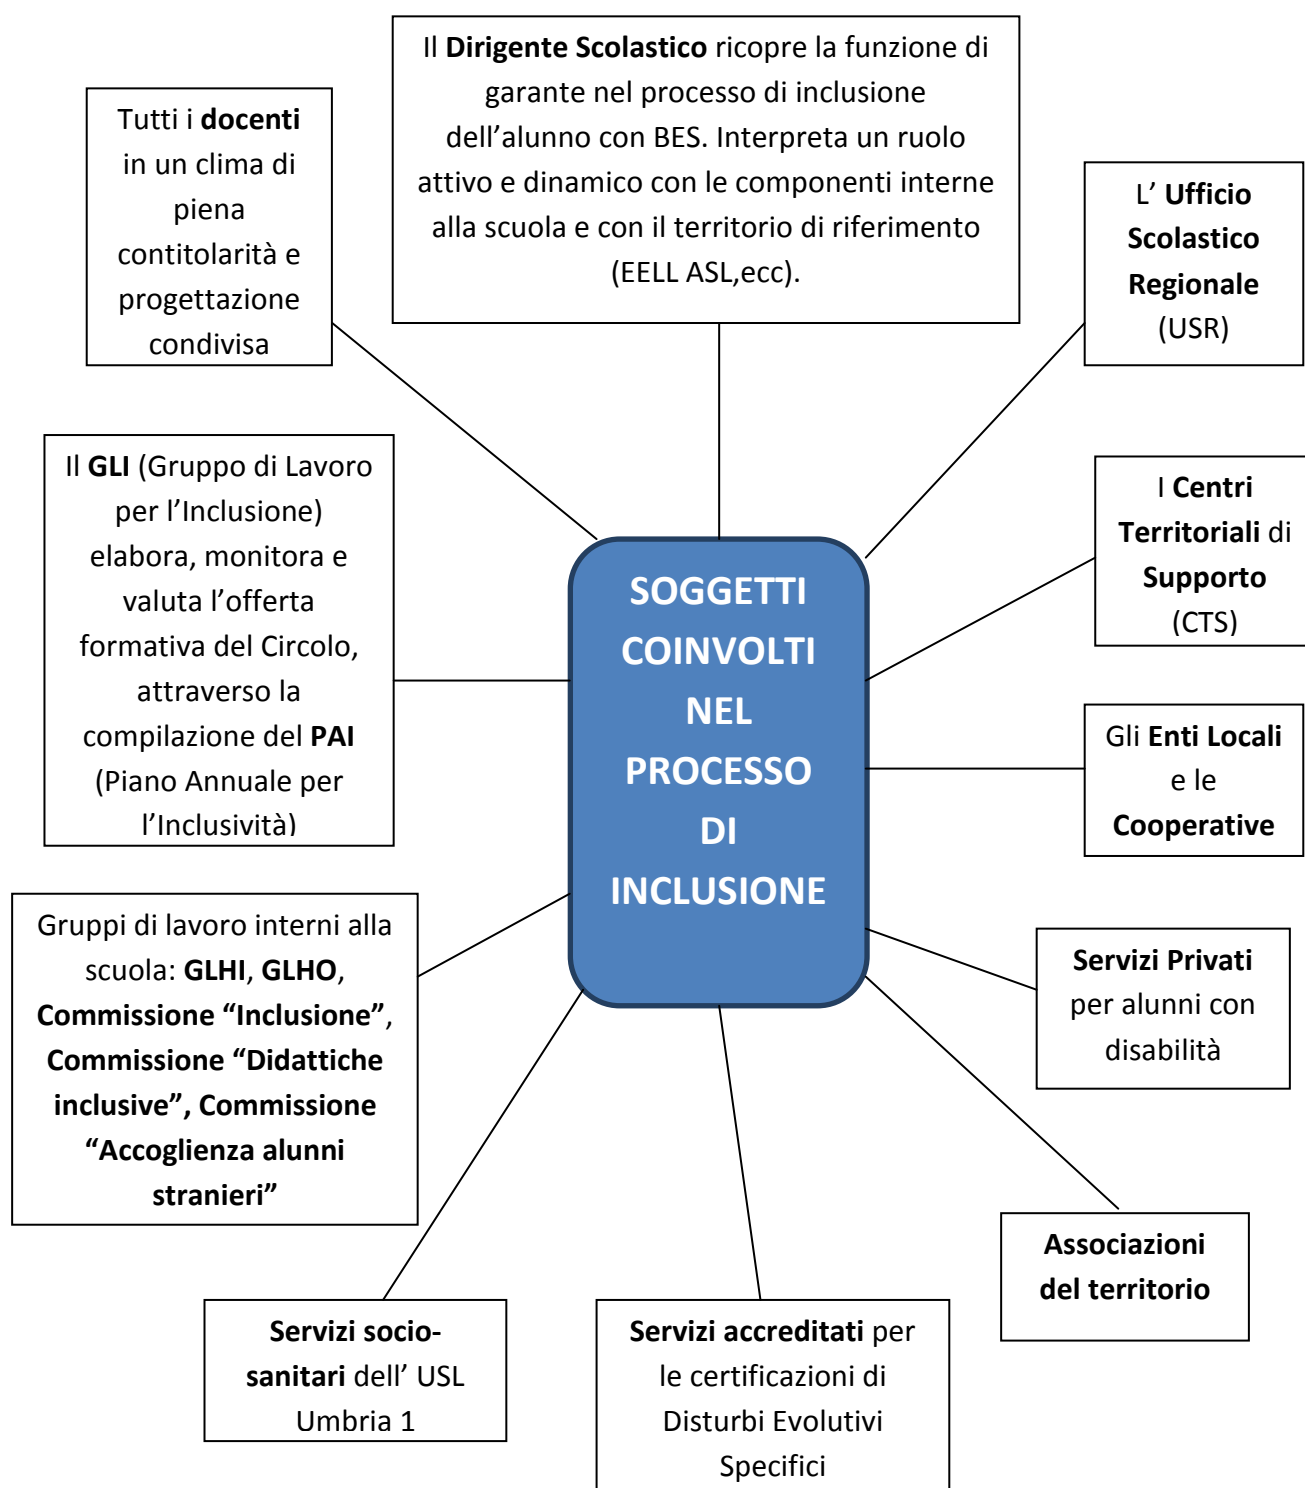 Il Dirigente Scolastico ricopre la funzione di
garante nel processo di inclusione
dell’alunno con BES. Interpreta un ruolo
attivo e dinamico con le componenti interne
alla scuola e con il territorio di riferimento
(EELL ASL,ecc).
Tutti i docenti
in un clima di
piena
contitolarità e
progettazione
condivisa
L’ Ufficio
Scolastico
Regionale
(USR)
Il GLI (Gruppo di Lavoro
per l’Inclusione)
elabora, monitora e
valuta l’offerta
formativa del Circolo,
attraverso la
compilazione del PAI
(Piano Annuale per
l’Inclusività)
I Centri
Territoriali di
Supporto
(CTS)
SOGGETTI
COINVOLTI
NEL
PROCESSO
DI
INCLUSIONE
Gli Enti Locali
e le
Cooperative
Gruppi di lavoro interni alla
scuola: GLHI, GLHO,
Commissione “Inclusione”,
Commissione “Didattiche
inclusive”, Commissione
“Accoglienza alunni
stranieri”
Servizi Privati
per alunni con
disabilità
Associazioni
del territorio
Servizi socio-
sanitari dell’ USL
Umbria 1
Servizi accreditati per
le certificazioni di
Disturbi Evolutivi
Specifici